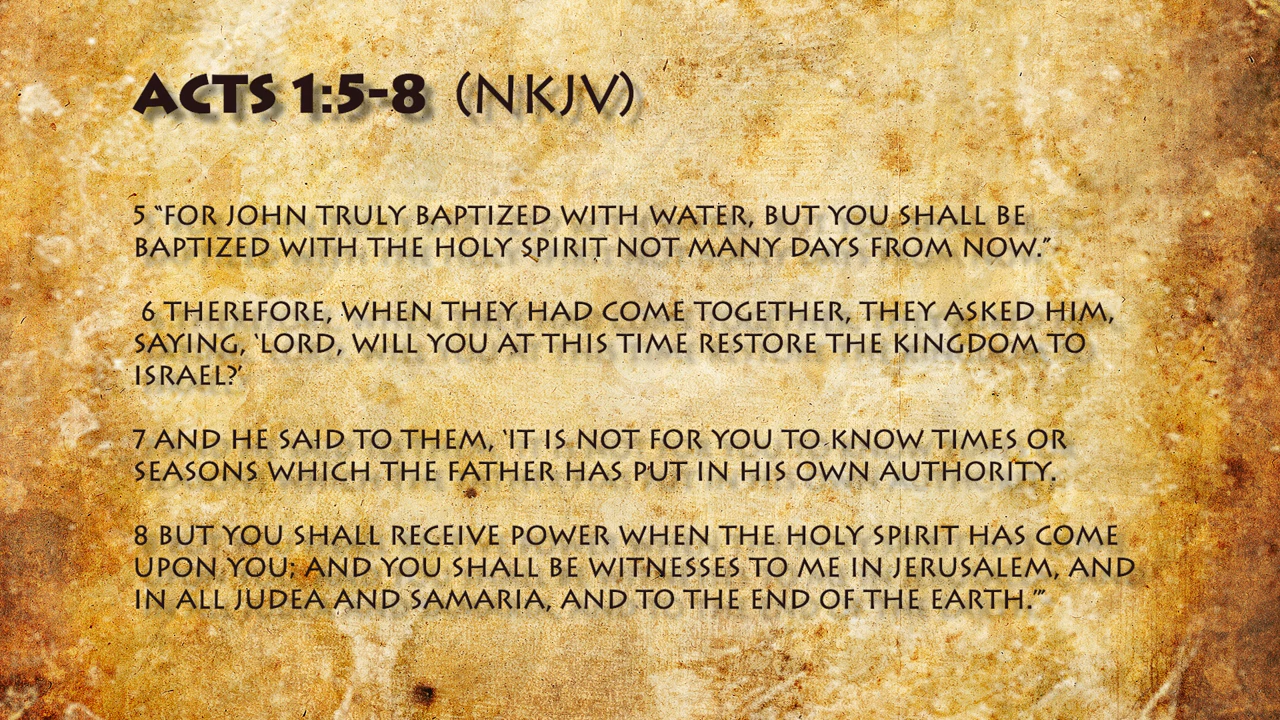 ACTS 1:5-8 (NKJV)
5 “FOR JOHN TRULY BAPTIZED WITH WATER, BUT YOU SHALL BE
BAPTIZED WITH THE HOLY SPIRIT NOT MANY DAYS FROM NOW.”
6 THEREFORE, WHEN THEY HAD COME TOGETHER, THEY ASKED HIM,
SAYING, ‘LORD, WILL YOU AT THIS TIME RESTORE THE KINGDOM TO
ISRAEL?’
7 AND HE SAID TO THEM, ‘IT IS NOT FOR YOU TO KNOW TIMES OR
SEASONS WHICH THE FATHER HAS PUT IN HIS OWN AUTHORITY.
8 BUT YOU SHALL RECEIVE POWER WHEN THE HOLY SPIRIT HAS COME
UPON YOU; AND YOU SHALL BE WITNESSES TO ME IN JERUSALEM, AND
IN ALL JUDEA AND SAMARIA, AND TO THE END OF THE EARTH.’”